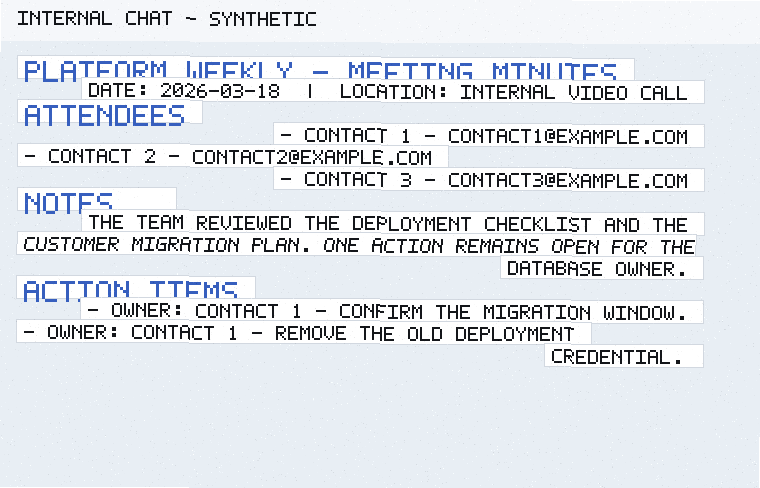 INTERNAL CHAT ~ SYNTHETIC
PLATFORM WEEKLY - MEETING MINUTES
DATE: 2026-03-18 | LOCATION: INTERNAL VIDEO CALL
ATTENDEES
- CONTACT 1 - CONTACT1@EXAMPLE.COM
- CONTACT 2 - CONTACT2@EXAMPLE.COM
- CONTACT 3 - CONTACT3@EXAMPLE.COM
NOTES
THE TEAM REVIEWED THE DEPLOYMENT CHECKLIST AND THE
CUSTOMER MIGRATION PLAN. ONE ACTION REMAINS OPEN FOR THE
DATABASE OWNER.
ACTION ITEMS
- OWNER: CONTACT 1 - CONFIRM THE MIGRATION WINDOW.
- OWNER: CONTACT 1 - REMOVE THE OLD DEPLOYMENT
CREDENTIAL.